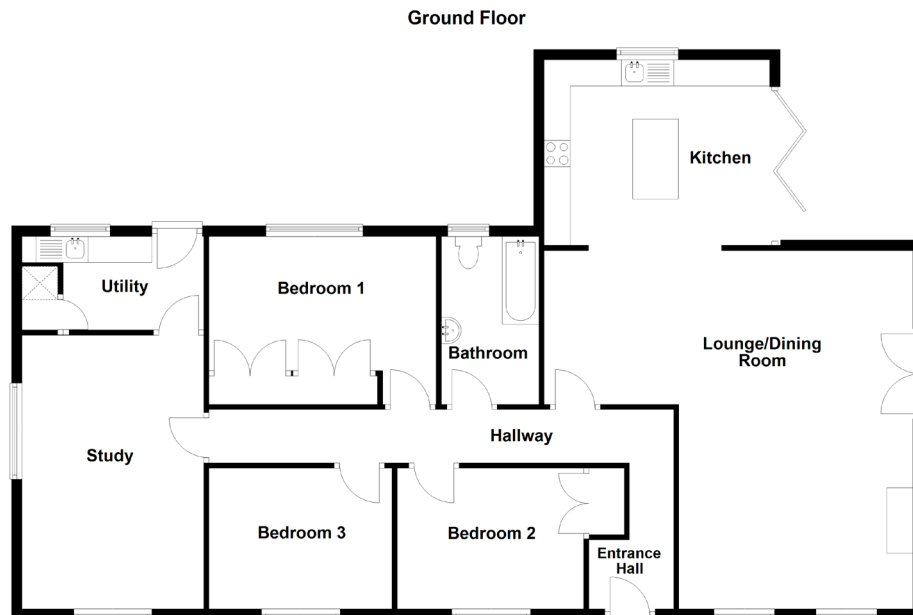 Ground Floor
Kitchen
Utility
Bedroom 1
Bathroom
Lounge/Dining
Room
Study
Hallway
Bedroom 3
Bedroom 2
Entrance
Hall